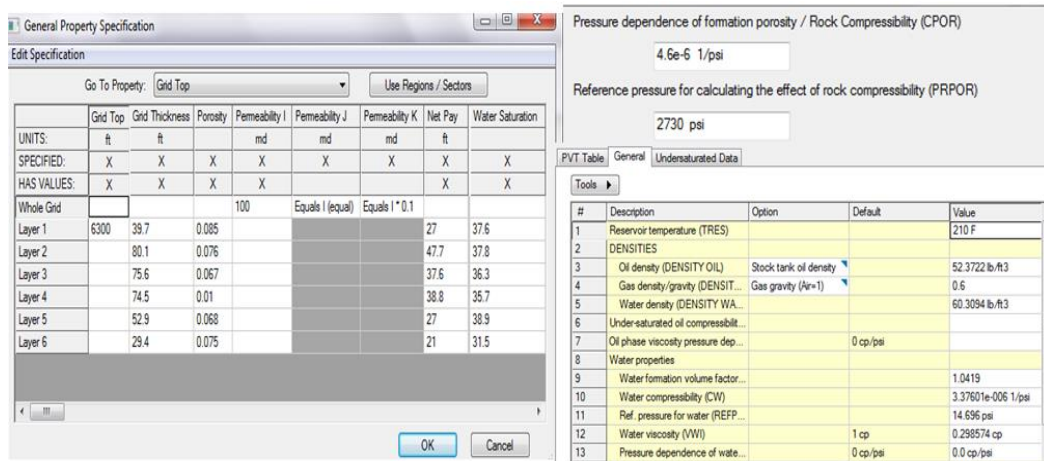 General Property Specification
Edit Specification
Go To Property: Grid Top Use Regions / Sectors
Grid Top Grid Thickness Porosity Permeability I Permeability J Permeability K Net Pay Water Saturation
UNITS: ft ft md md md ft
SPECIFIED: X X X X X X X X
HAS VALUES: X X X X X X
Whole Grid 100 Equals I (equal) Equals I * 0.1
Layer 1 6300 39.7 0.085 27 37.6
Layer 2 80.1 0.076 47.7 37.8
Layer 3 75.6 0.067 37.6 36.3
Layer 4 74.5 0.01 38.8 35.7
Layer 5 52.9 0.068 27 38.9
Layer 6 29.4 0.075 21 31.5
OK Cancel
Pressure dependence of formation porosity / Rock Compressibility (CPOR)
4.6e-6 1/psi
Reference pressure for calculating the effect of rock compressibility (PRPOR)
2730 psi
PVT Table General Undersaturated Data
Tools
# Description Option Default Value
1 Reservoir temperature (TRES) 210 F
2 DENSITIES
3 Oil density (DENSITY OIL) Stock tank oil density 52.3722 lb/ft3
4 Gas density/gravity (DENSIT... Gas gravity (Air=1) 0.6
5 Water density (DENSITY WA... 60.3094 lb/ft3
6 Under-saturated oil compressibilit...
7 Oil phase viscosity pressure dep... 0 cp/psi
8 Water properties
9 Water formation volume factor... 1.0419
10 Water compressibility (CW) 3.37601e-006 1/psi
11 Ref. pressure for water (REFP... 14.696 psi
12 Water viscosity (VWI) 1 cp 0.298574 cp
13 Pressure dependence of wate... 0 cp/psi 0.0 cp/psi